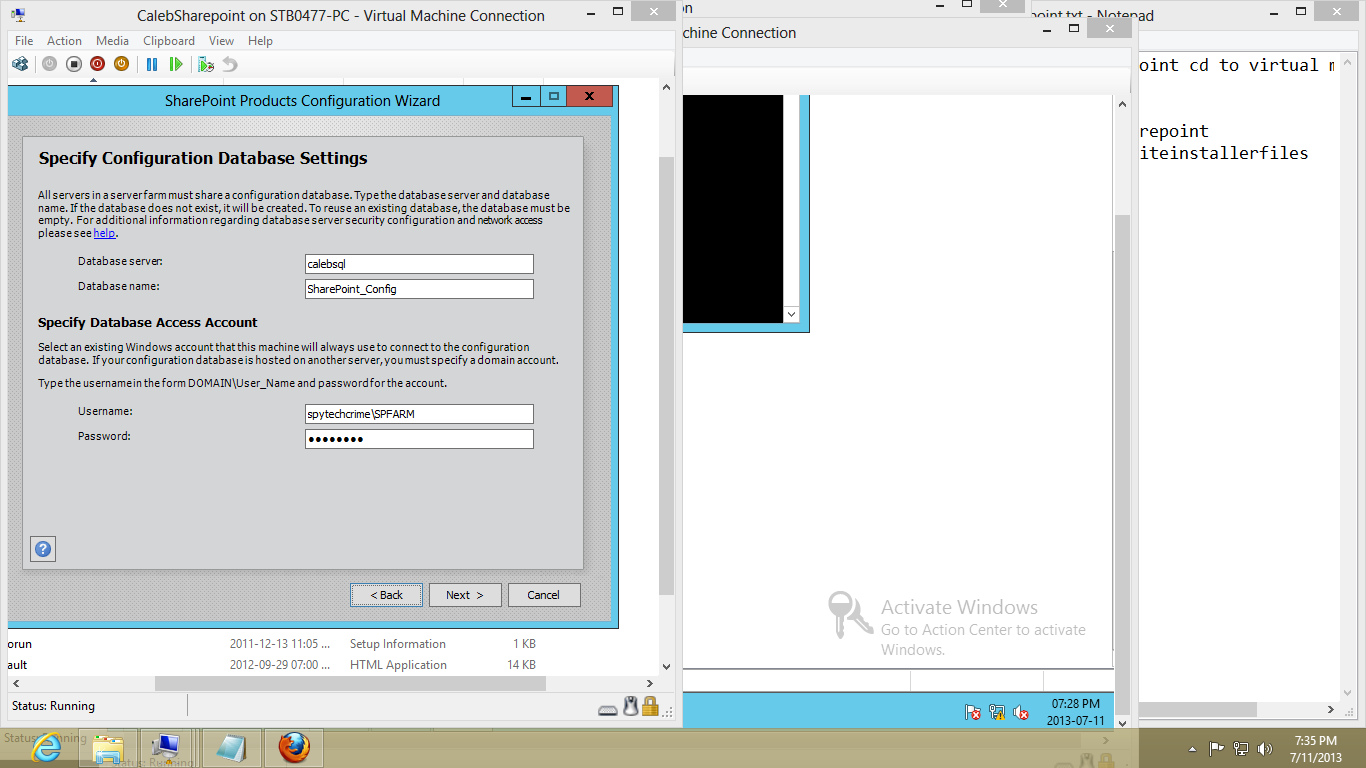 CalebSharepoint on STB0477-PC - Virtual Machine Connection
File Action Media Clipboard View Help
SharePoint Products Configuration Wizard
Specify Configuration Database Settings
All servers in a server farm must share a configuration database. Type the database server and database
name. If the database does not exist, it will be created. To reuse an existing database, the database must be
empty. For additional information regarding database server security configuration and network access
please see help.
Database server: calebsql
Database name: SharePoint_Config
Specify Database Access Account
Select an existing Windows account that this machine will always use to connect to the configuration
database. If your configuration database is hosted on another server, you must specify a domain account.
Type the username in the form DOMAIN\User_Name and password for the account.
Username: spytechcrime\SPFARM
Password: ●●●●●●●●
?
< Back Next > Cancel
orun 2011-12-13 11:05 ... Setup Information 1 KB
ault 2012-09-29 07:00 ... HTML Application 14 KB
Status: Running
on
chine Connection
Activate Windows
Go to Action Center to activate
Windows.
07:28 PM
2013-07-11
point.txt - Notepad
oint cd to virtual m
repoint
iteinstallerfiles
Status: Running
Status: Running
7:35 PM
7/11/2013